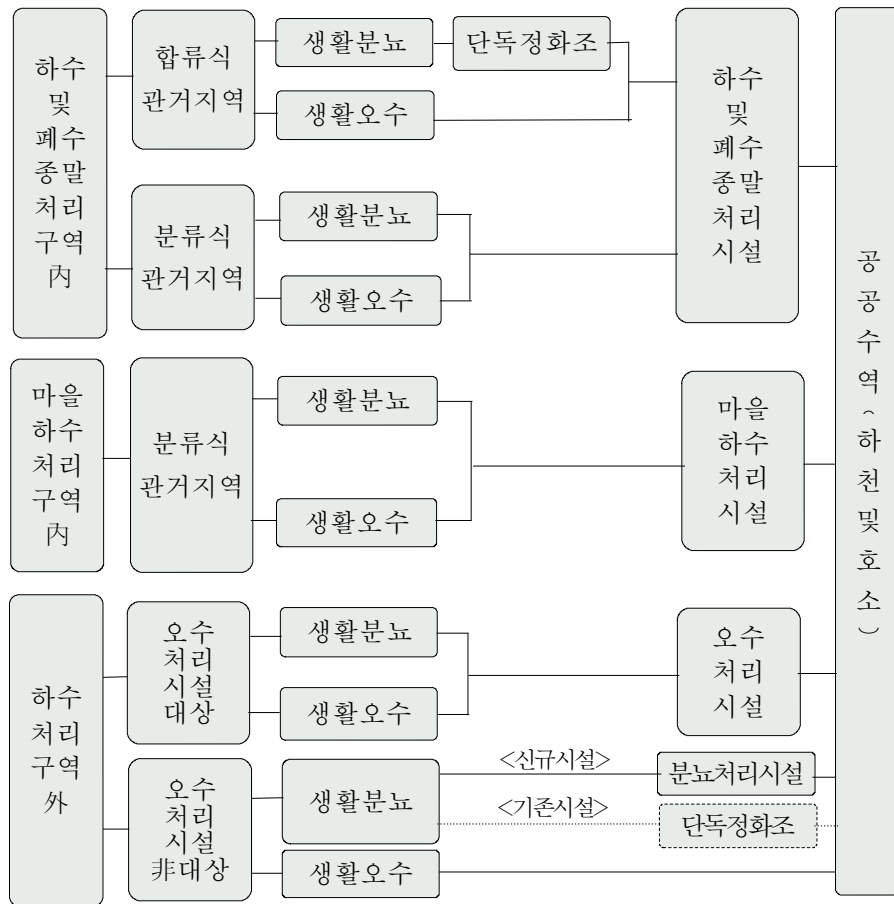 하수
및
폐수
종말
처리
구역
內
합류식
관거지역
생활분뇨
단독정화조
생활오수
분류식
관거지역
생활분뇨
생활오수
하수
및
폐수
종말
처리
시설
마을
하수
처리
구역
內
분류식
관거지역
생활분뇨
생활오수
마을
하수
처리
시설
하수
처리
구역
外
오수
처리
시설
대상
생활분뇨
생활오수
오수
처리
시설
오수
처리
시설
非대상
생활분뇨
<신규시설>
분뇨처리시설
<기존시설>
단독정화조
생활오수
공공수역(하천및호소)